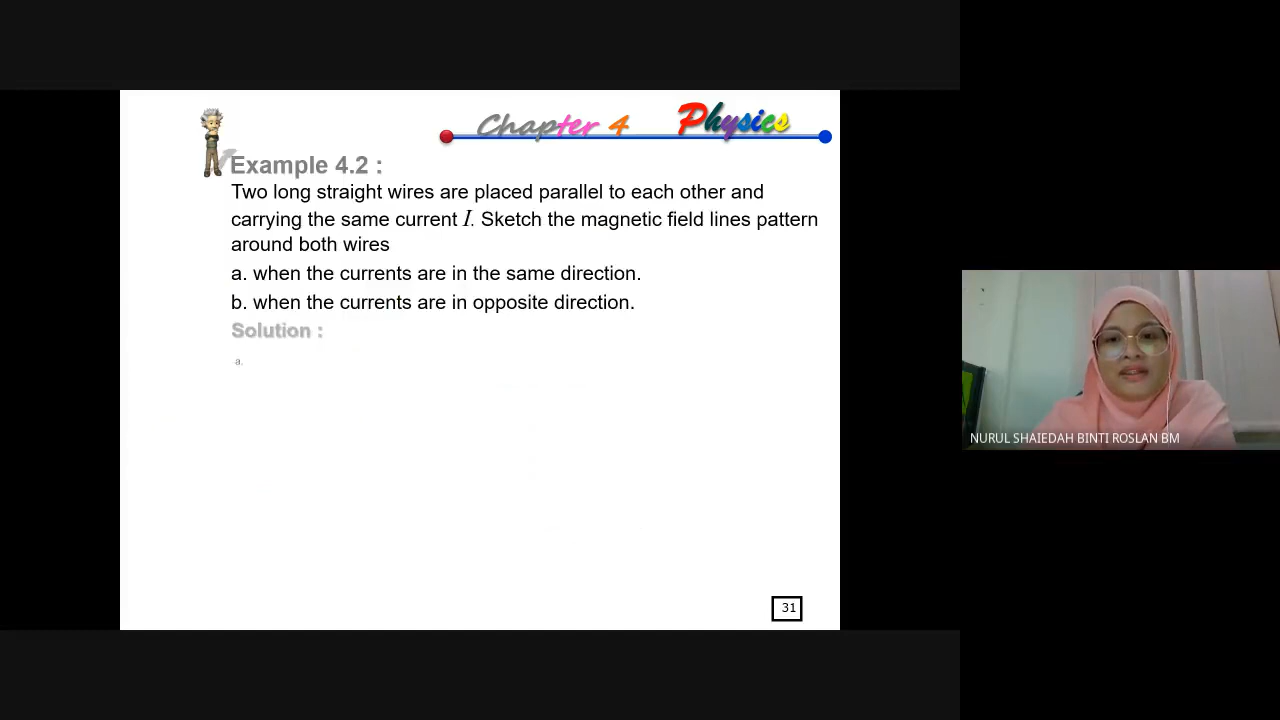 Chapter 4 Physics
Example 4.2 :
Two long straight wires are placed parallel to each other and
carrying the same current I. Sketch the magnetic field lines pattern
around both wires
a. when the currents are in the same direction.
b. when the currents are in opposite direction.
Solution :
a.
31
NURUL SHAIEDAH BINTI ROSLAN BM